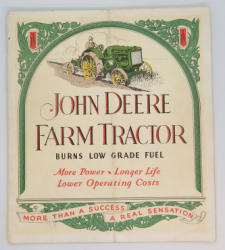 JOHN DEERE
FARM TRACTOR
BURNS LOW GRADE FUEL
More Power - Longer Life
Lower Operating Costs
MORE THAN A SUCCESS
A REAL SENSATION